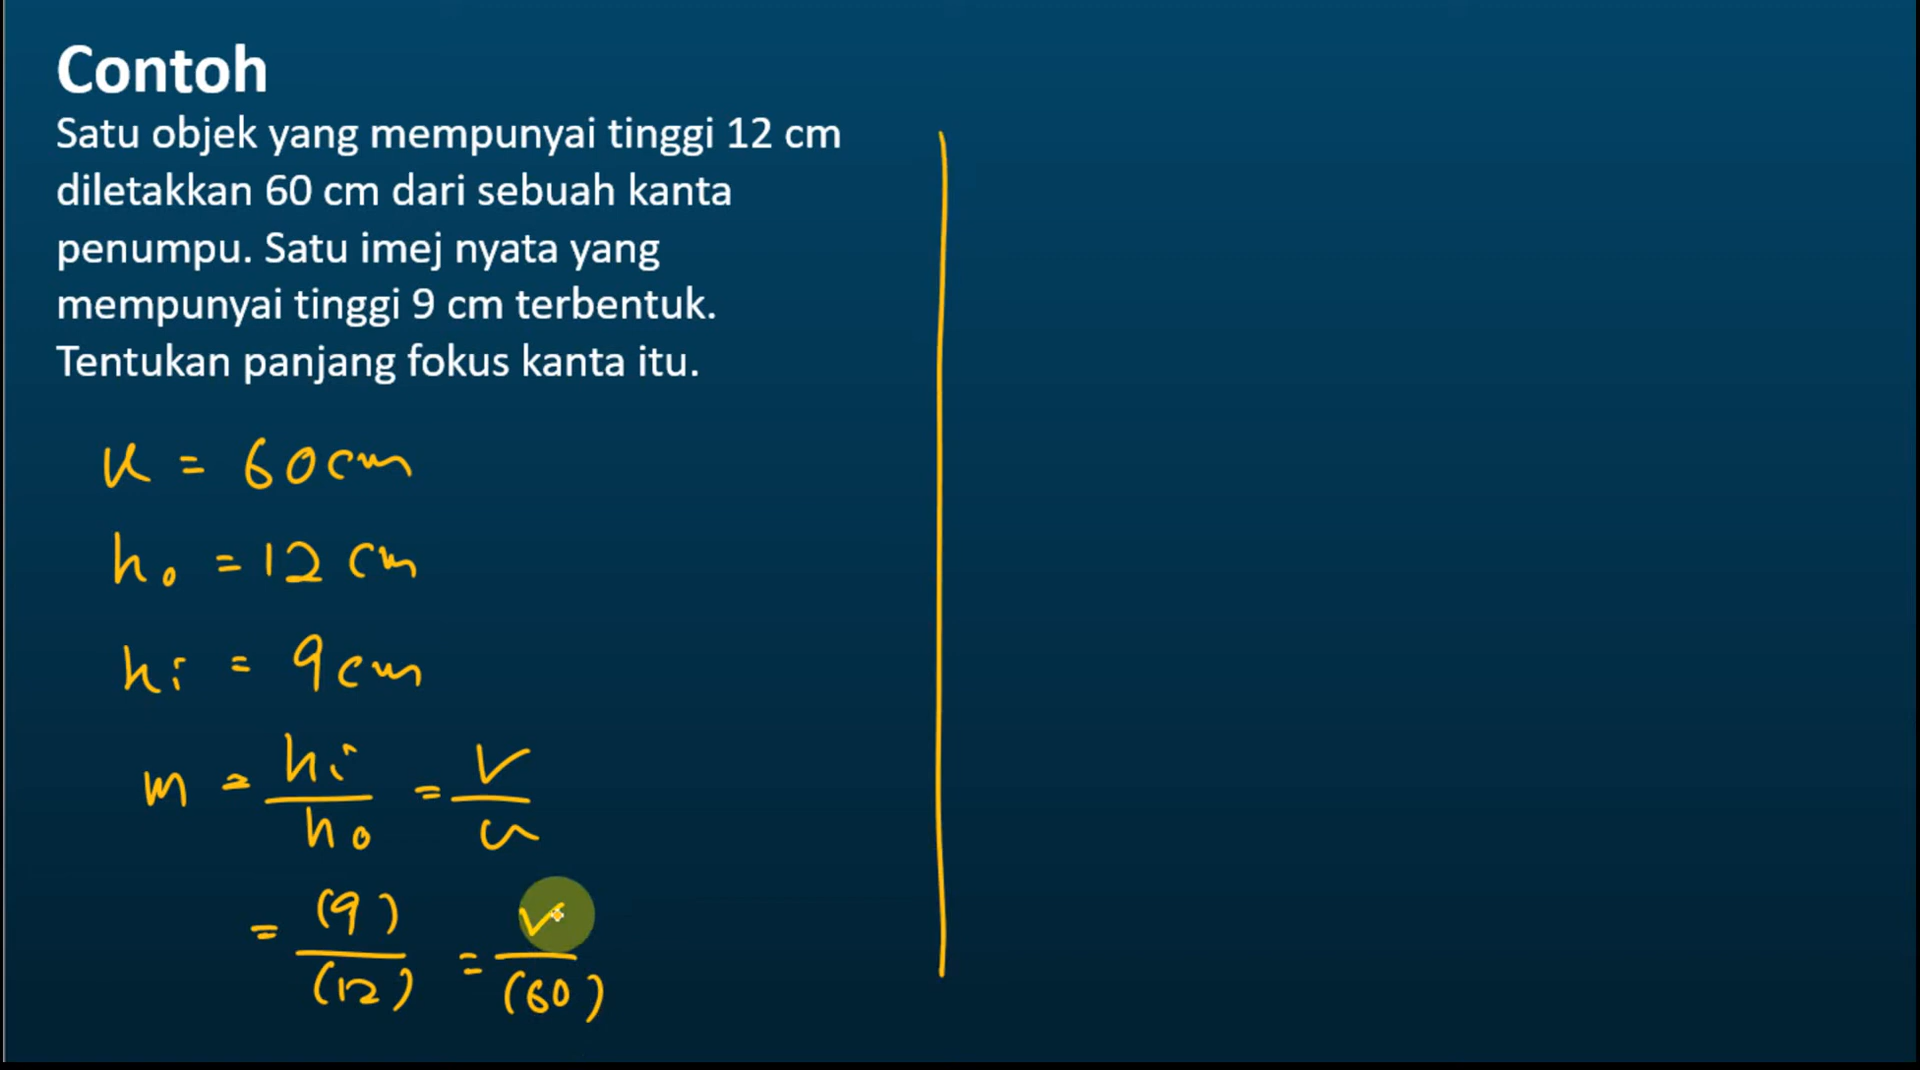 Contoh
Satu objek yang mempunyai tinggi 12 cm
diletakkan 60 cm dari sebuah kanta
penumpu. Satu imej nyata yang
mempunyai tinggi 9 cm terbentuk.
Tentukan panjang fokus kanta itu.
u = 60cm
ho = 12 cm
hi = 9cm
m = hi/ho = v/u
= (9)/(12) = v/(60)